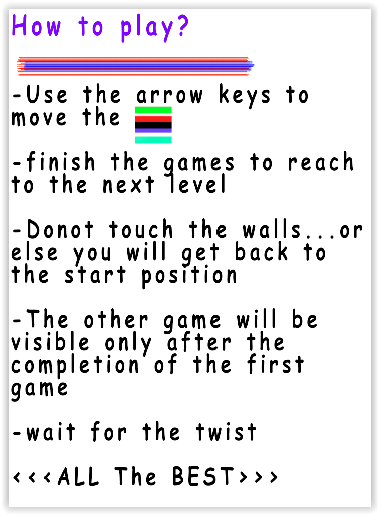 How to play?
-Use the arrow keys to
move the
-finish the games to reach
to the next level
-Donot touch the walls...or
else you will get back to
the start position
-The other game will be
visible only after the
completion of the first
game
-wait for the twist
<<<ALL The BEST>>>